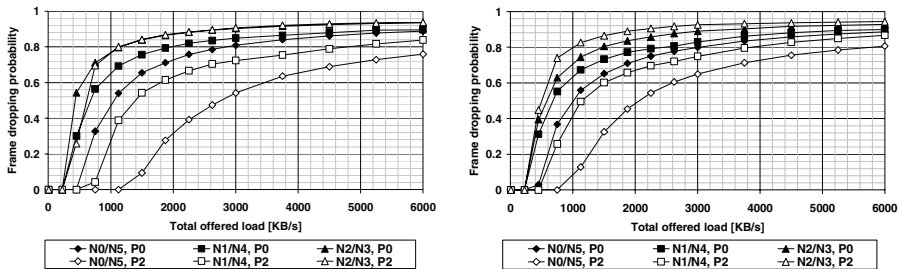 Frame dropping probability
1
0.8
0.6
0.4
0.2
0
0 1000 2000 3000 4000 5000 6000
Total offered load [KB/s]
N0/N5, P0 N1/N4, P0 N2/N3, P0
N0/N5, P2 N1/N4, P2 N2/N3, P2
Frame dropping probability
1
0.8
0.6
0.4
0.2
0
0 1000 2000 3000 4000 5000 6000
Total offered load [KB/s]
N0/N5, P0 N1/N4, P0 N2/N3, P0
N0/N5, P2 N1/N4, P2 N2/N3, P2